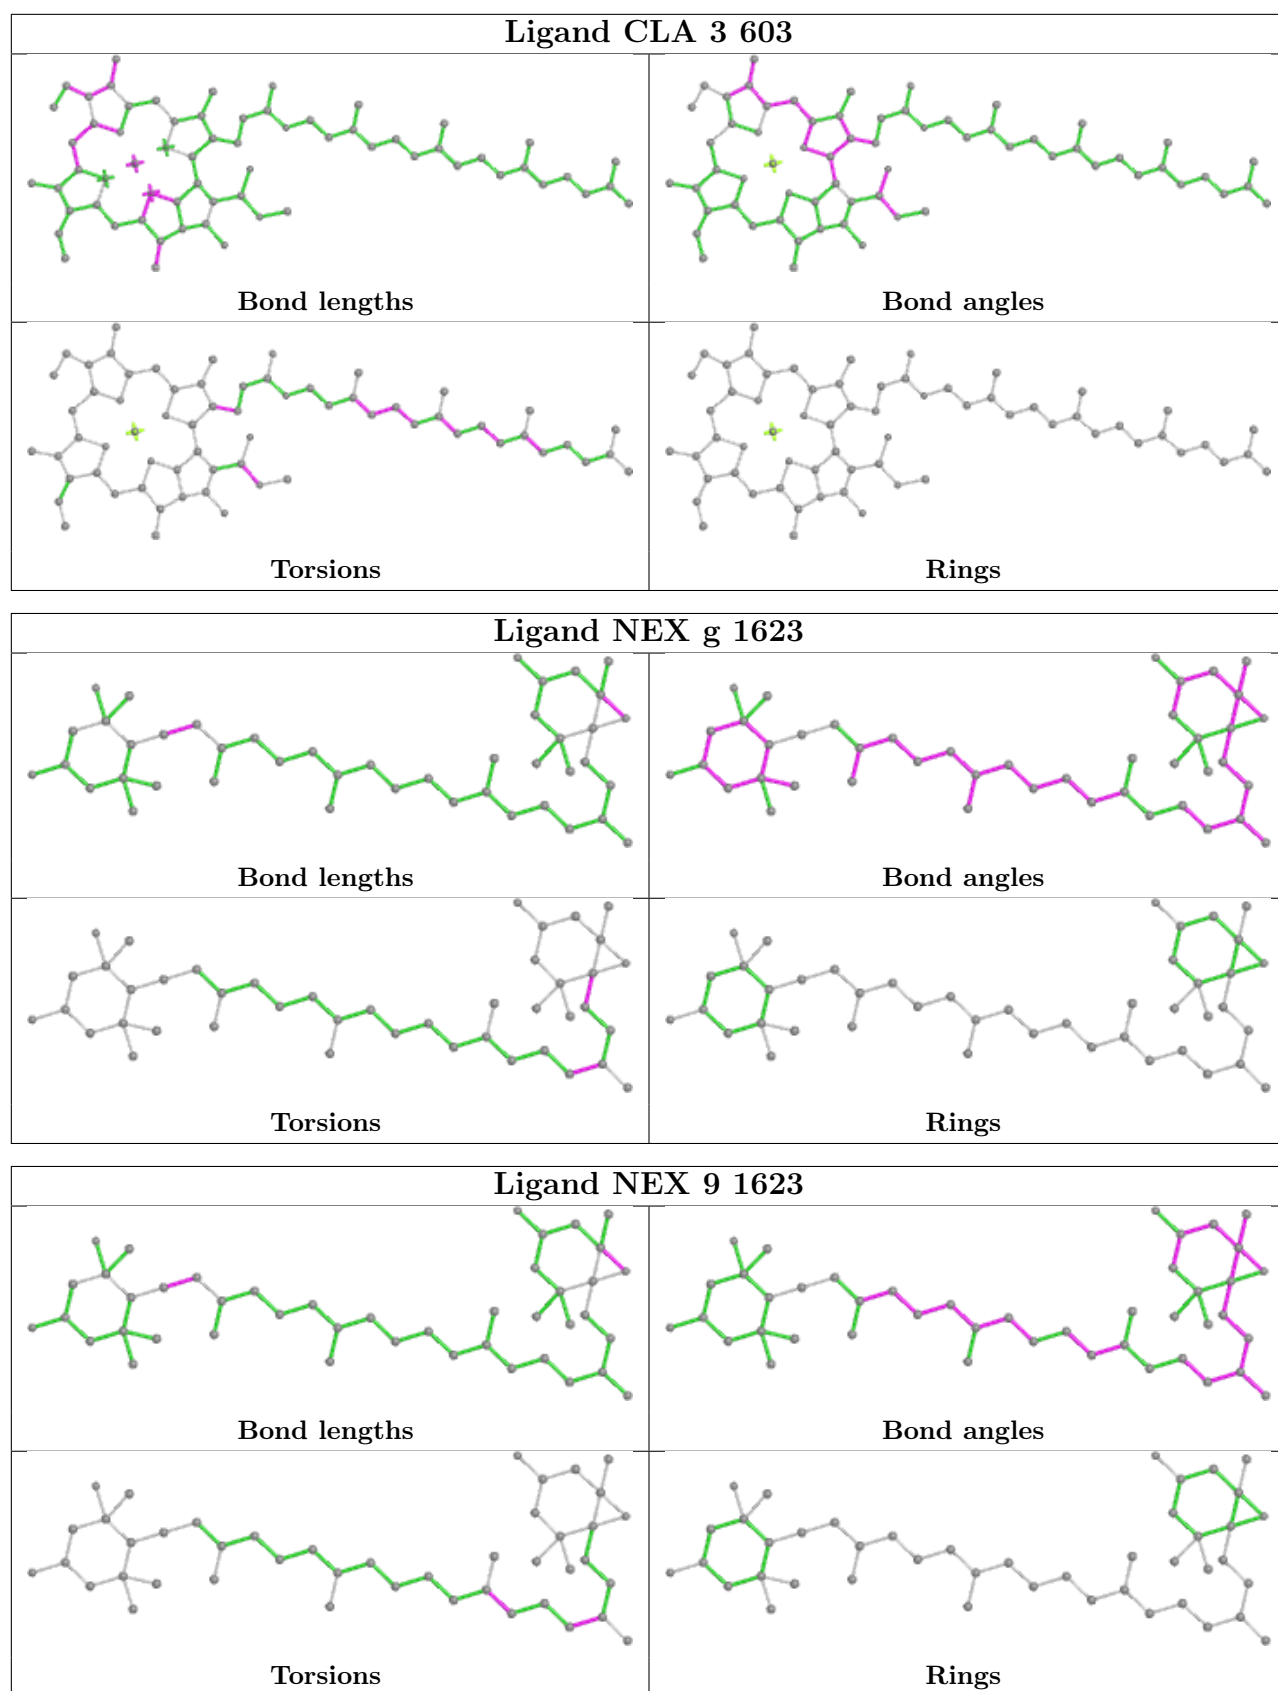 Ligand CLA 3 603
Bond lengths
Bond angles
Torsions
Rings
Ligand NEX g 1623
Bond lengths
Bond angles
Torsions
Rings
Ligand NEX 9 1623
Bond lengths
Bond angles
Torsions
Rings